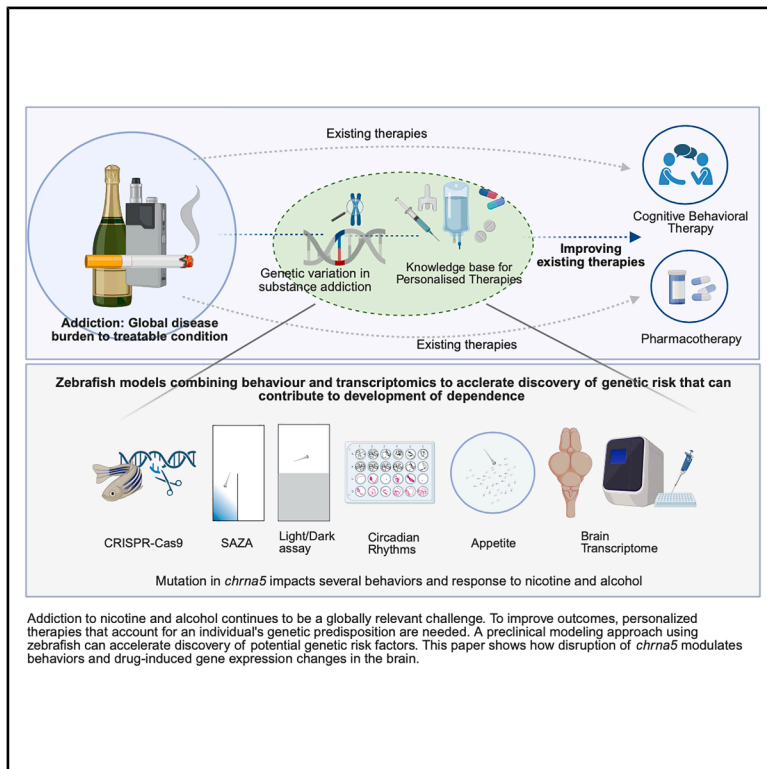 Existing therapies
Cognitive Behavioral
Therapy
Genetic variation in
substance addiction
Knowledge base for
Personalised Therapies
Improving
existing therapies
Addiction: Global disease
burden to treatable condition
Existing therapies
Pharmacotherapy
Zebrafish models combining behaviour and transcriptomics to acclerate discovery of genetic risk that can
contribute to development of dependence
CRISPR-Cas9
SAZA
Light/Dark
assay
Circadian
Rhythms
Appetite
Brain
Transcriptome
Mutation in chrna5 impacts several behaviors and response to nicotine and alcohol
Addiction to nicotine and alcohol continues to be a globally relevant challenge. To improve outcomes, personalized
therapies that account for an individual's genetic predisposition are needed. A preclinical modeling approach using
zebrafish can accelerate discovery of potential genetic risk factors. This paper shows how disruption of chrna5 modulates
behaviors and drug-induced gene expression changes in the brain.